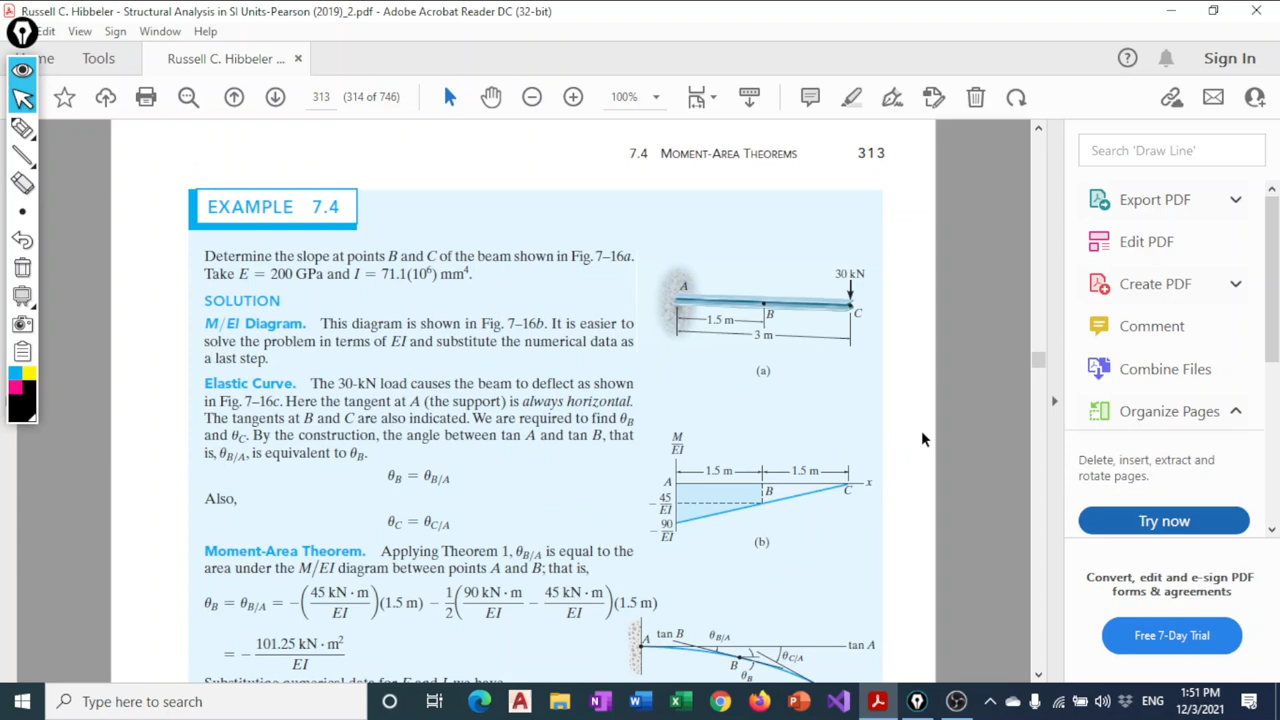 Russell C. Hibbeler - Structural Analysis in SI Units-Pearson (2019)_2.pdf - Adobe Acrobat Reader DC (32-bit)
Edit View Sign Window Help
Tools
Russell C. Hibbeler ... ×
Sign In
313 (314 of 746)
100%
7.4 MOMENT-AREA THEOREMS 313
EXAMPLE 7.4
Determine the slope at points B and C of the beam shown in Fig. 7–16a.
Take E = 200 GPa and I = 71.1(10⁶) mm⁴.
SOLUTION
M/EI Diagram. This diagram is shown in Fig. 7–16b. It is easier to
solve the problem in terms of EI and substitute the numerical data as
a last step.
Elastic Curve. The 30-kN load causes the beam to deflect as shown
in Fig. 7–16c. Here the tangent at A (the support) is always horizontal.
The tangents at B and C are also indicated. We are required to find θB
and θC. By the construction, the angle between tan A and tan B, that
is, θB/A, is equivalent to θB.
θB = θB/A
Also,
θC = θC/A
Moment-Area Theorem. Applying Theorem 1, θB/A is equal to the
area under the M/EI diagram between points A and B; that is,
θB = θB/A = −(45 kN · m / EI)(1.5 m) − 1/2(90 kN · m / EI − 45 kN · m / EI)(1.5 m)
= − 101.25 kN · m² / EI
Substituting numerical data for E and I, we have
30 kN
A
B
C
1.5 m
3 m
(a)
M/EI
1.5 m 1.5 m
A
B
C
x
− 45/EI
− 90/EI
(b)
A
tan B
θB/A
tan A
θC/A
B
θB
Search 'Draw Line'
Export PDF
Edit PDF
Create PDF
Comment
Combine Files
Organize Pages
Delete, insert, extract and
rotate pages.
Try now
Convert, edit and e-sign PDF
forms & agreements
Free 7-Day Trial
Type here to search
ENG
1:51 PM
12/3/2021